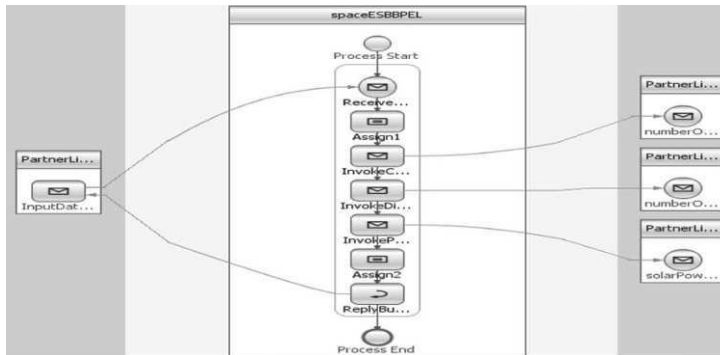 spaceESBBPEL
Process Start
Receive...
Assign1
InvokeC...
InvokeDi...
InvokeP...
Assign2
ReplyBu...
Process End
PartnerLi...
InputDat...
PartnerLi...
numberO...
PartnerLi...
numberO...
PartnerLi...
solarPow...